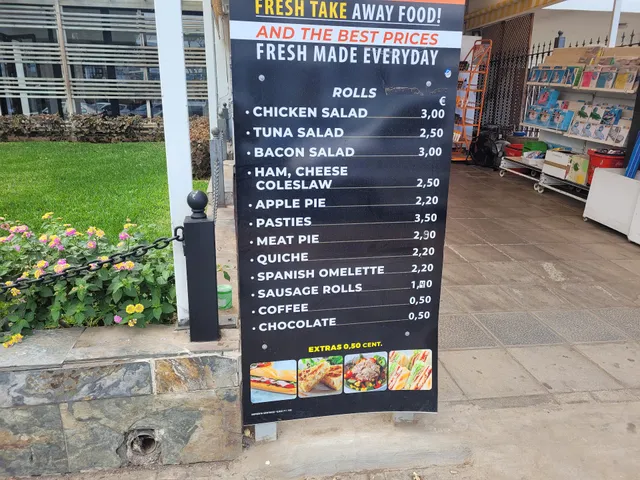 FRESH TAKE AWAY FOOD!
AND THE BEST PRICES
FRESH MADE EVERYDAY
ROLLS
€
• CHICKEN SALAD 3,00
• TUNA SALAD 2,50
• BACON SALAD 3,00
• HAM, CHEESE
COLESLAW 2,50
• APPLE PIE 2,20
• PASTIES 3,50
• MEAT PIE 2,90
• QUICHE 2,20
• SPANISH OMELETTE 2,20
• SAUSAGE ROLLS
• COFFEE 0,50
• CHOCOLATE 0,50
EXTRAS 0,50 CENT.